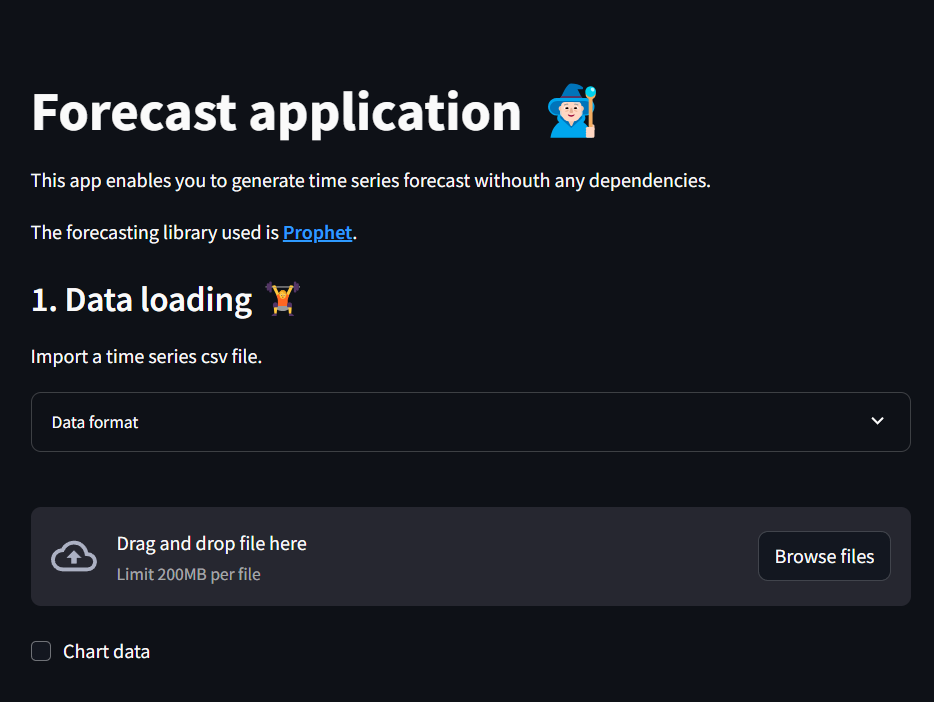 Forecast application
This app enables you to generate time series forecast withouth any dependencies.
The forecasting library used is Prophet.
1. Data loading
Import a time series csv file.
Data format
Drag and drop file here
Limit 200MB per file
Browse files
Chart data